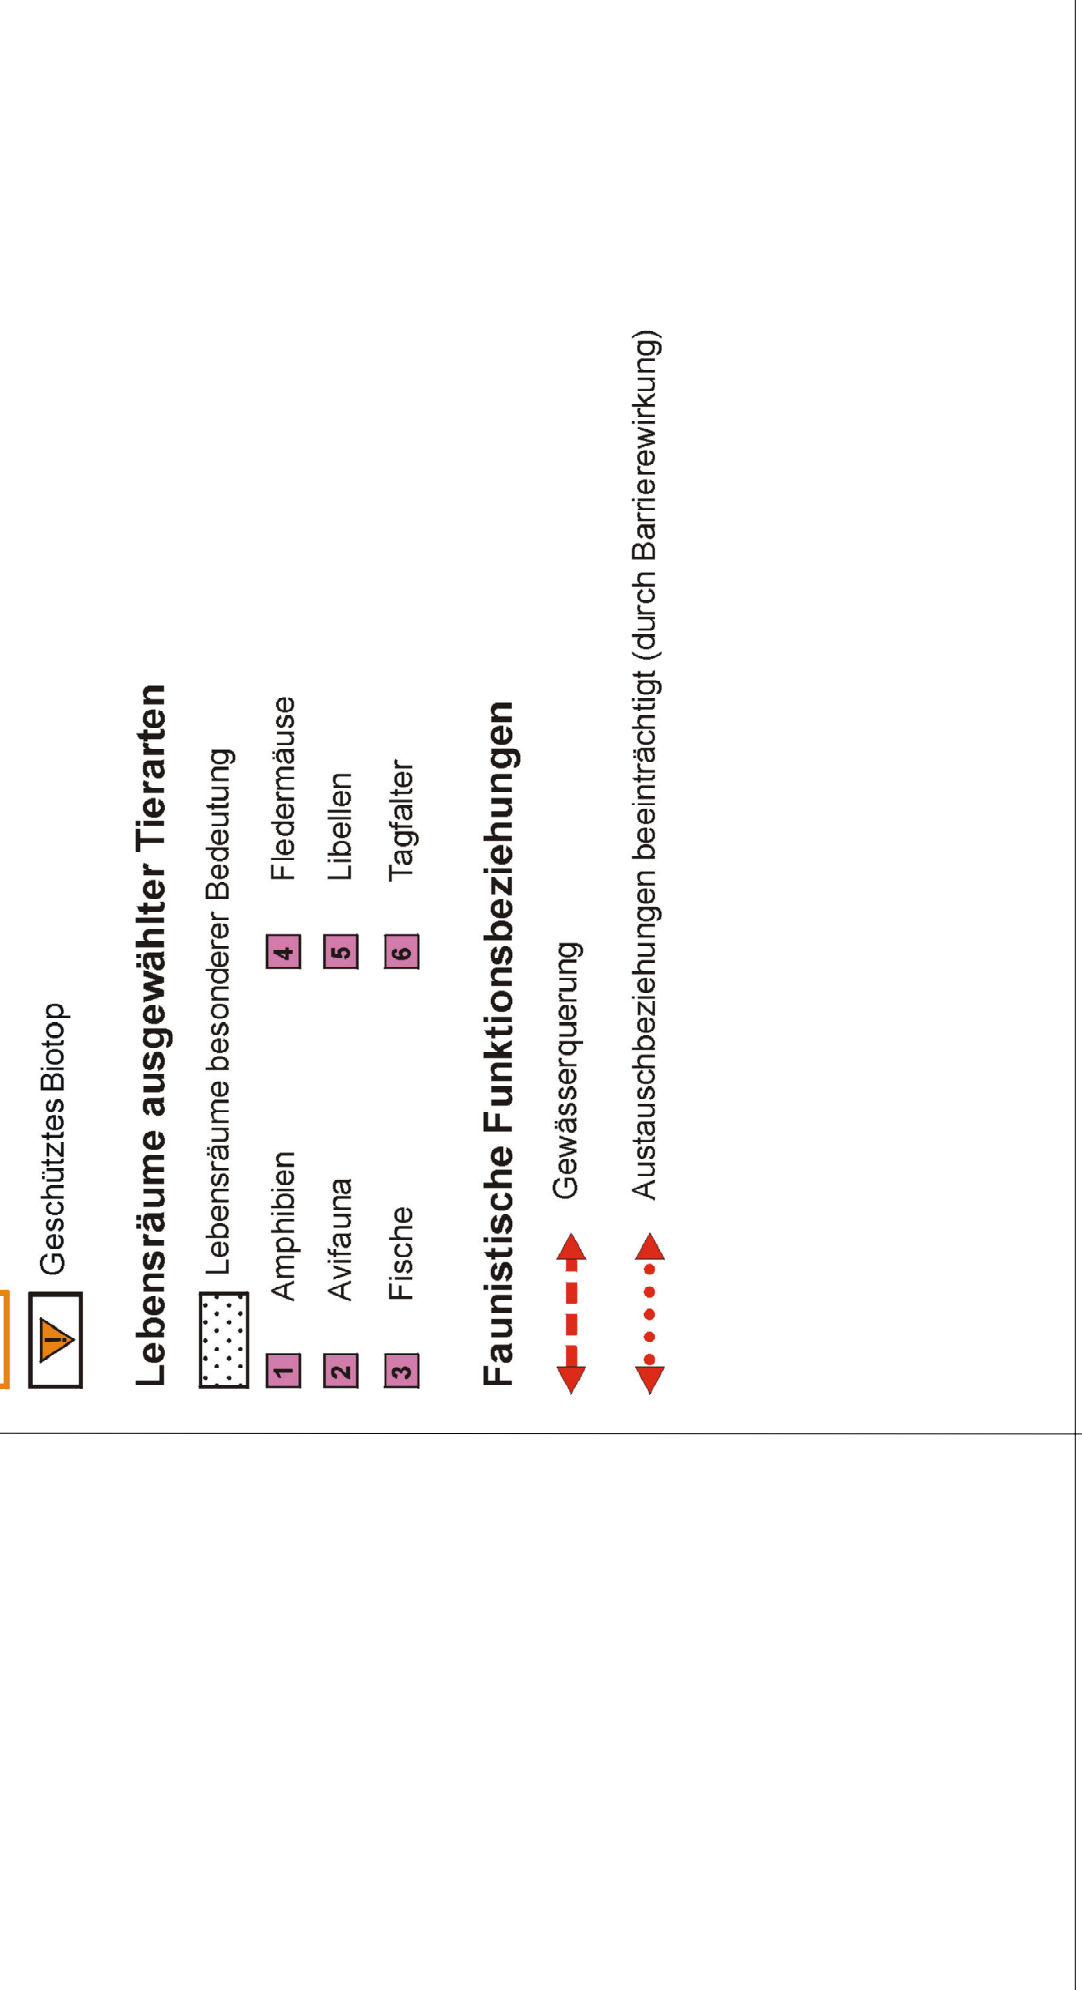 ! Geschütztes Biotop
Lebensräume ausgewählter Tierarten
Lebensräume besonderer Bedeutung
1 Amphibien 4 Fledermäuse
2 Avifauna 5 Libellen
3 Fische 6 Tagfalter
Faunistische Funktionsbeziehungen
Gewässerquerung
Austauschbeziehungen beeinträchtigt (durch Barrierewirkung)